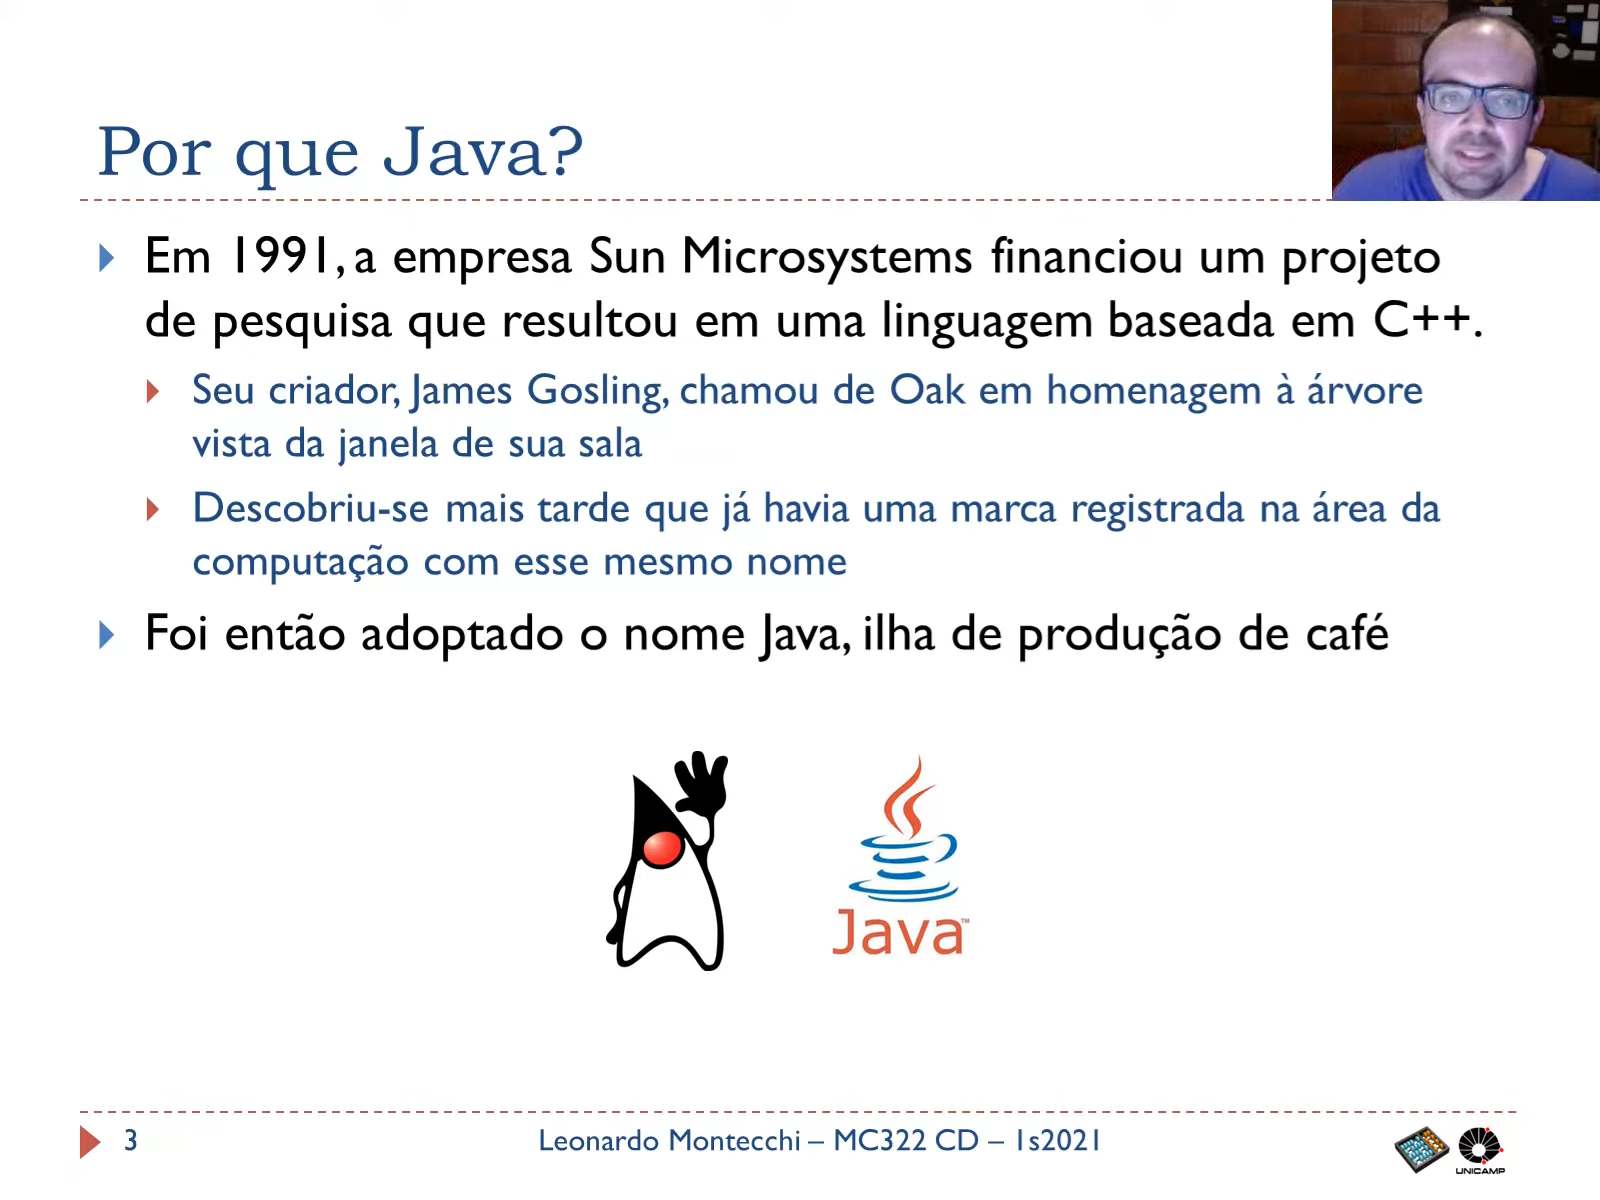 Por que Java?
Em 1991, a empresa Sun Microsystems financiou um projeto
de pesquisa que resultou em uma linguagem baseada em C++.
Seu criador, James Gosling, chamou de Oak em homenagem à árvore
vista da janela de sua sala
Descobriu-se mais tarde que já havia uma marca registrada na área da
computação com esse mesmo nome
Foi então adoptado o nome Java, ilha de produção de café
Java™
3
Leonardo Montecchi – MC322 CD – 1s2021
UNICAMP